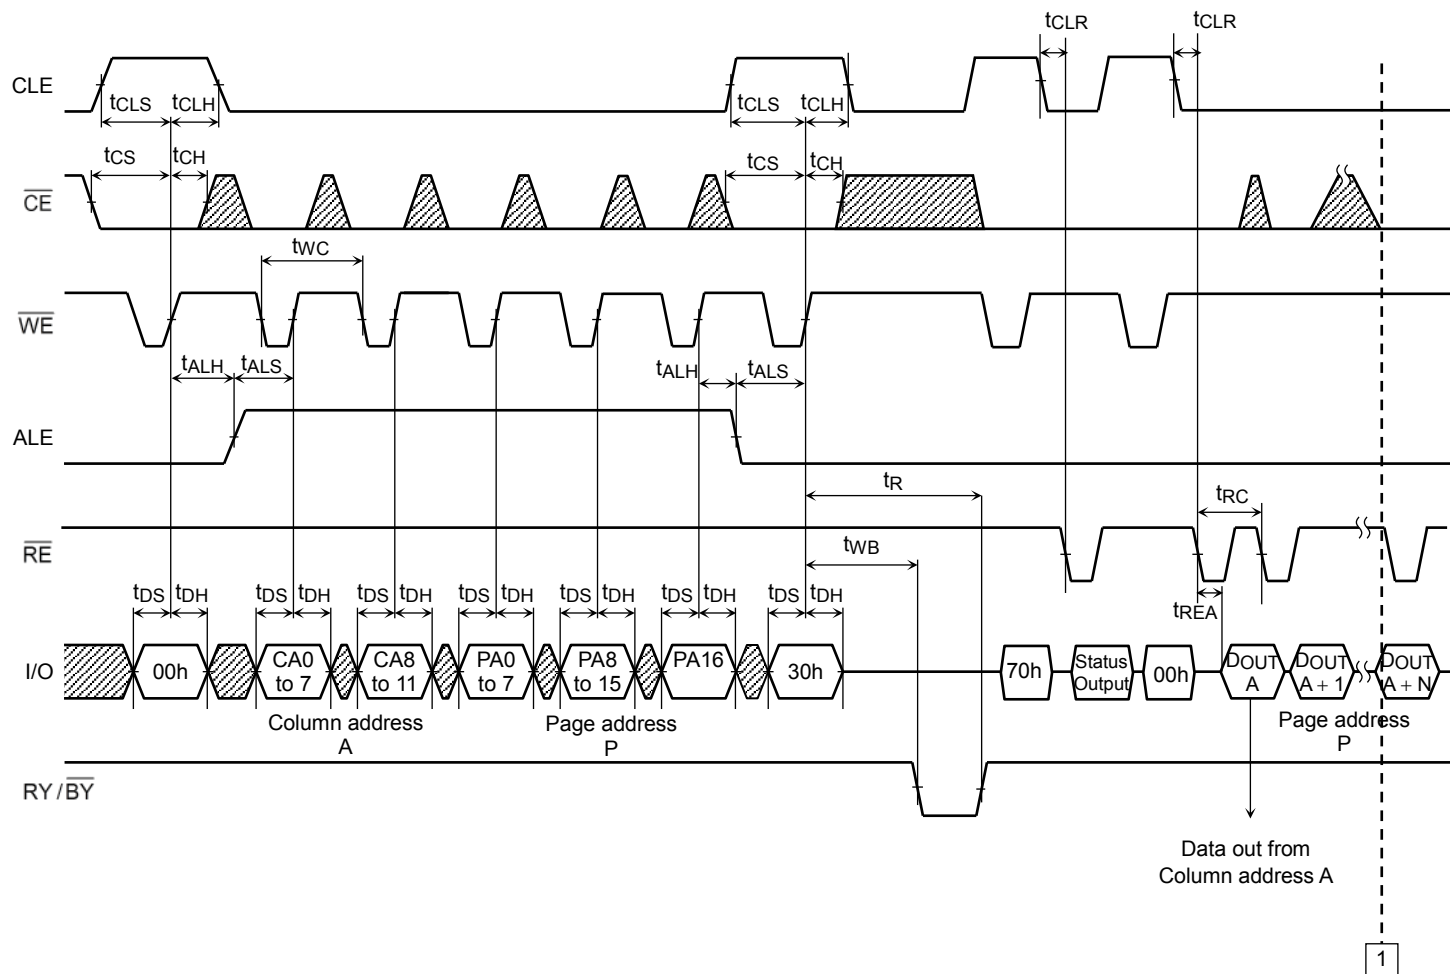 tCLR tCLR
CLE
tCLS tCLH tCLS tCLH
tCS tCH tCS tCH
CE
tWC
WE
tALH tALS tALH tALS
ALE
tR
tRC
RE
tWB
tDS tDH tDS tDH tDS tDH tDS tDH tDS tDH tDS tDH tDS tDH
tREA
I/O
00h
CA0
to 7
CA8
to 11
PA0
to 7
PA8
to 15
PA16
30h
70h
Status
Output
00h
DOUT
A
DOUT
A + 1
DOUT
A + N
Column address
A
Page address
P
Page address
P
RY/BY
Data out from
Column address A
1